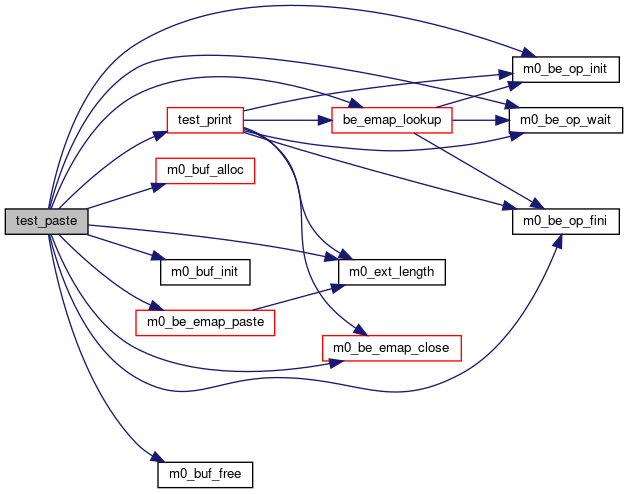 m0_be_op_init
test_print
be_emap_lookup
m0_be_op_wait
m0_buf_alloc
test_paste
m0_be_op_fini
m0_buf_init
m0_ext_length
m0_be_emap_paste
m0_be_emap_close
m0_buf_free